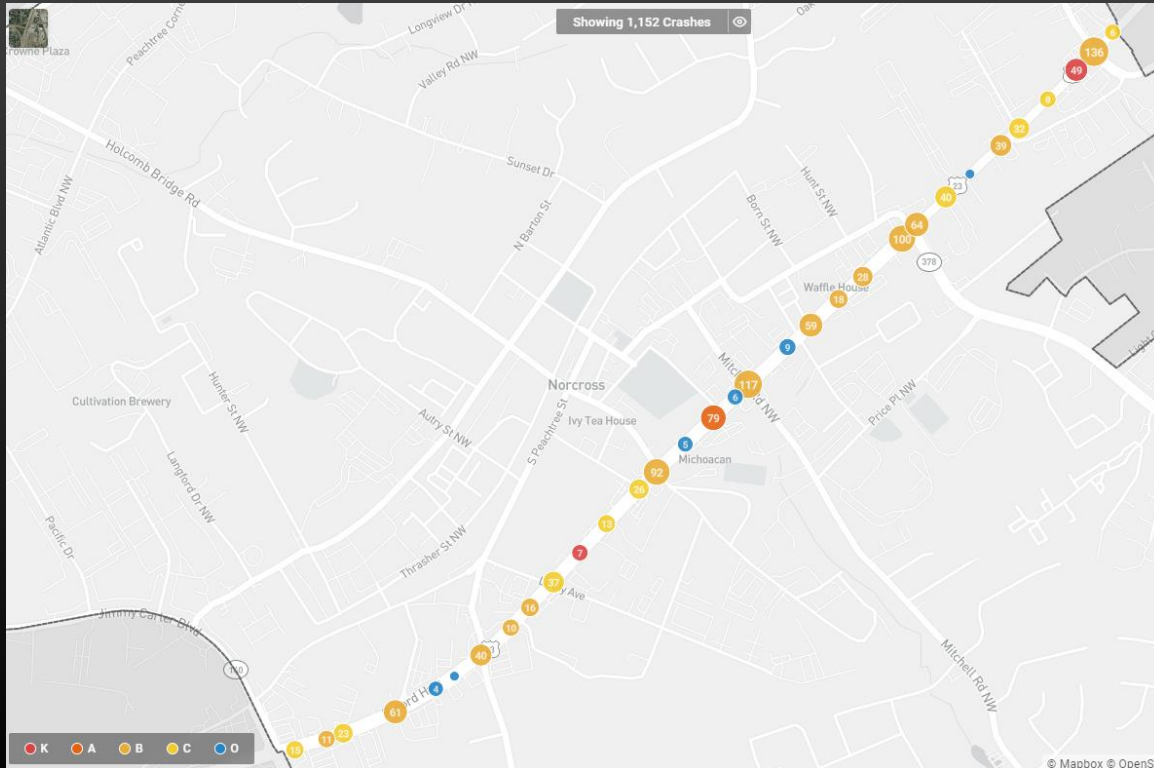 Showing 1,152 Crashes
Crowne Plaza
Peachtree Corne
Longview Dr
Valley Rd NW
Oak
6
136
49
8
32
39
Holcomb Bridge Rd
Sunset Dr
Atlantic Blvd NW
N Barton St
Born St NW
Hunt St NW
23
40
64
100
378
28
Waffle House
18
59
9
Light
Norcross
117
6
79
Price Pl NW
Cultivation Brewery
Hunter St NW
Autry St NW
S Peachtree St
Ivy Tea House
5
Michoacan
92
26
Langford Dr NW
13
Pacific Dr
Thrasher St NW
7
37
Ave
16
10
Jimmy Carter Blvd
40
Mitchell Rd NW
4
61
11
23
15
K A B C O
© Mapbox © OpenS